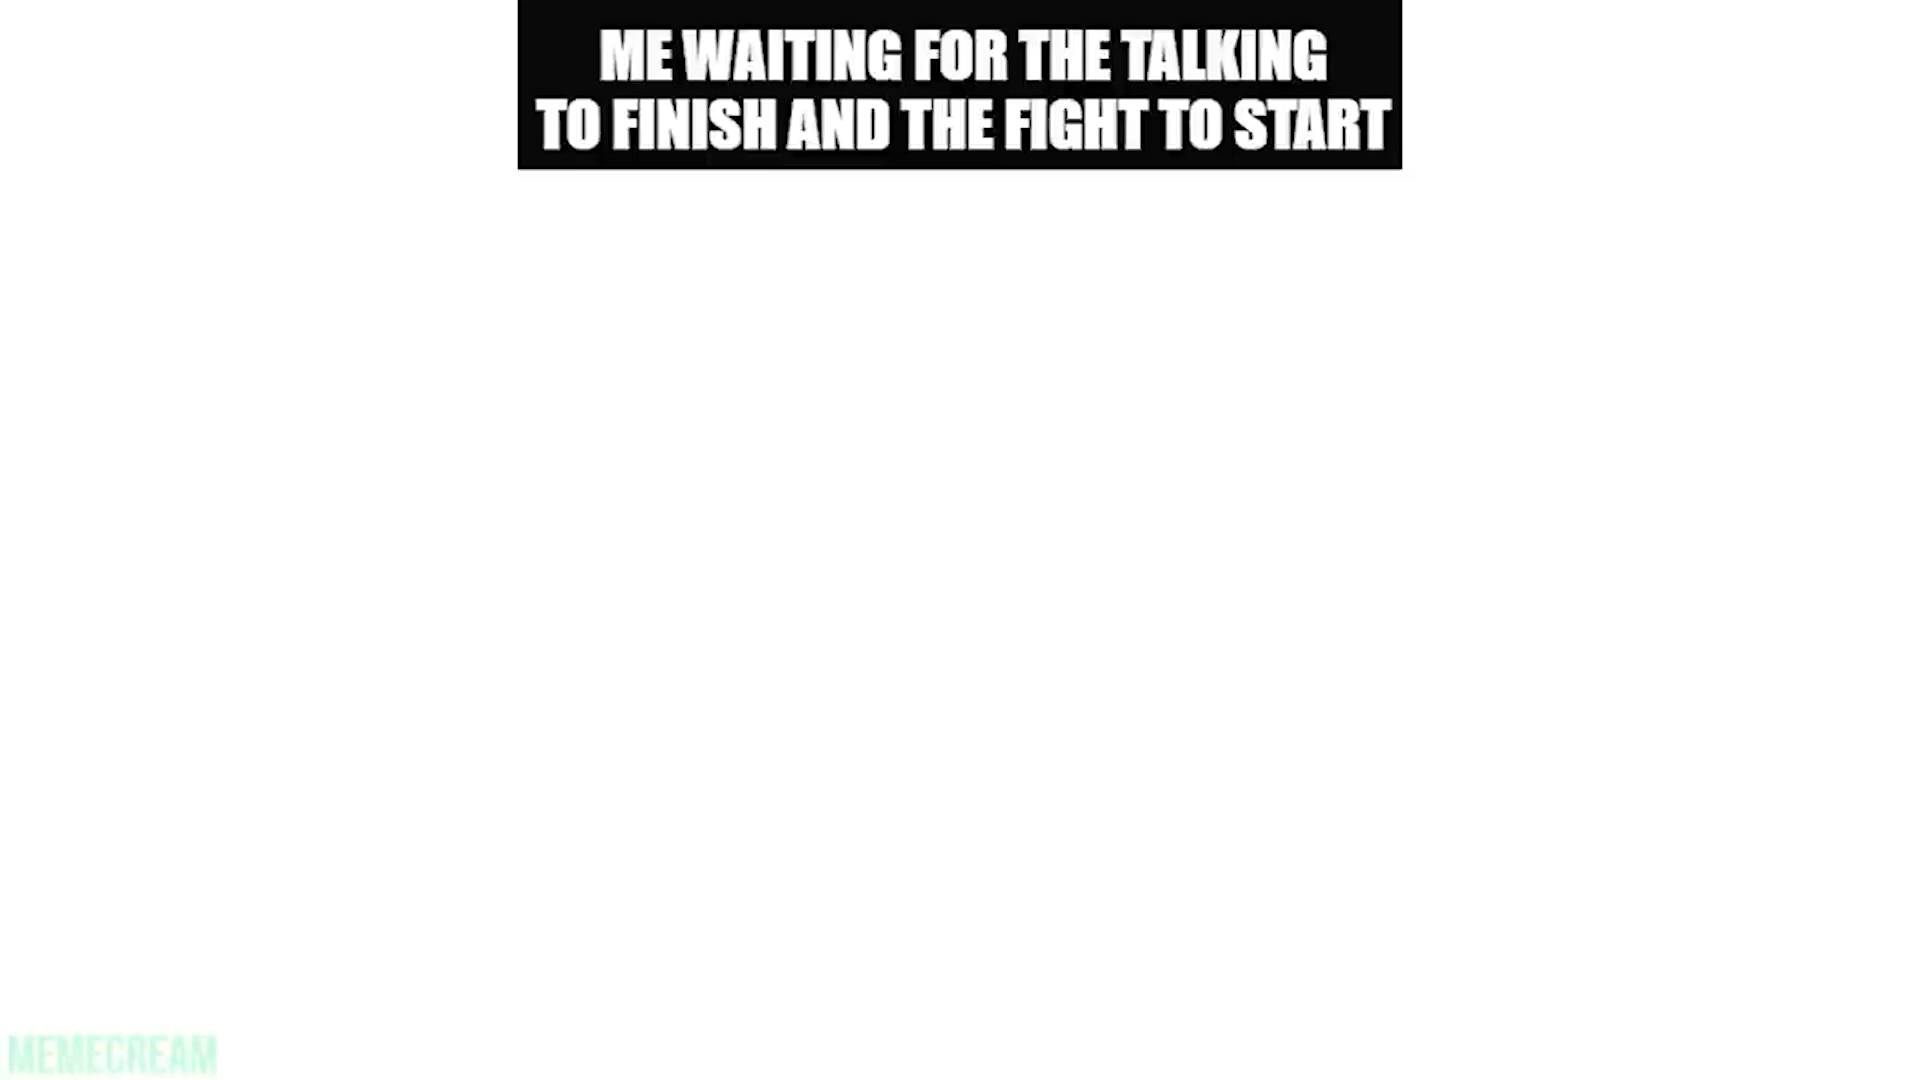 ME WAITING FOR THE TALKING
TO FINISH AND THE FIGHT TO START
MEMECREAM